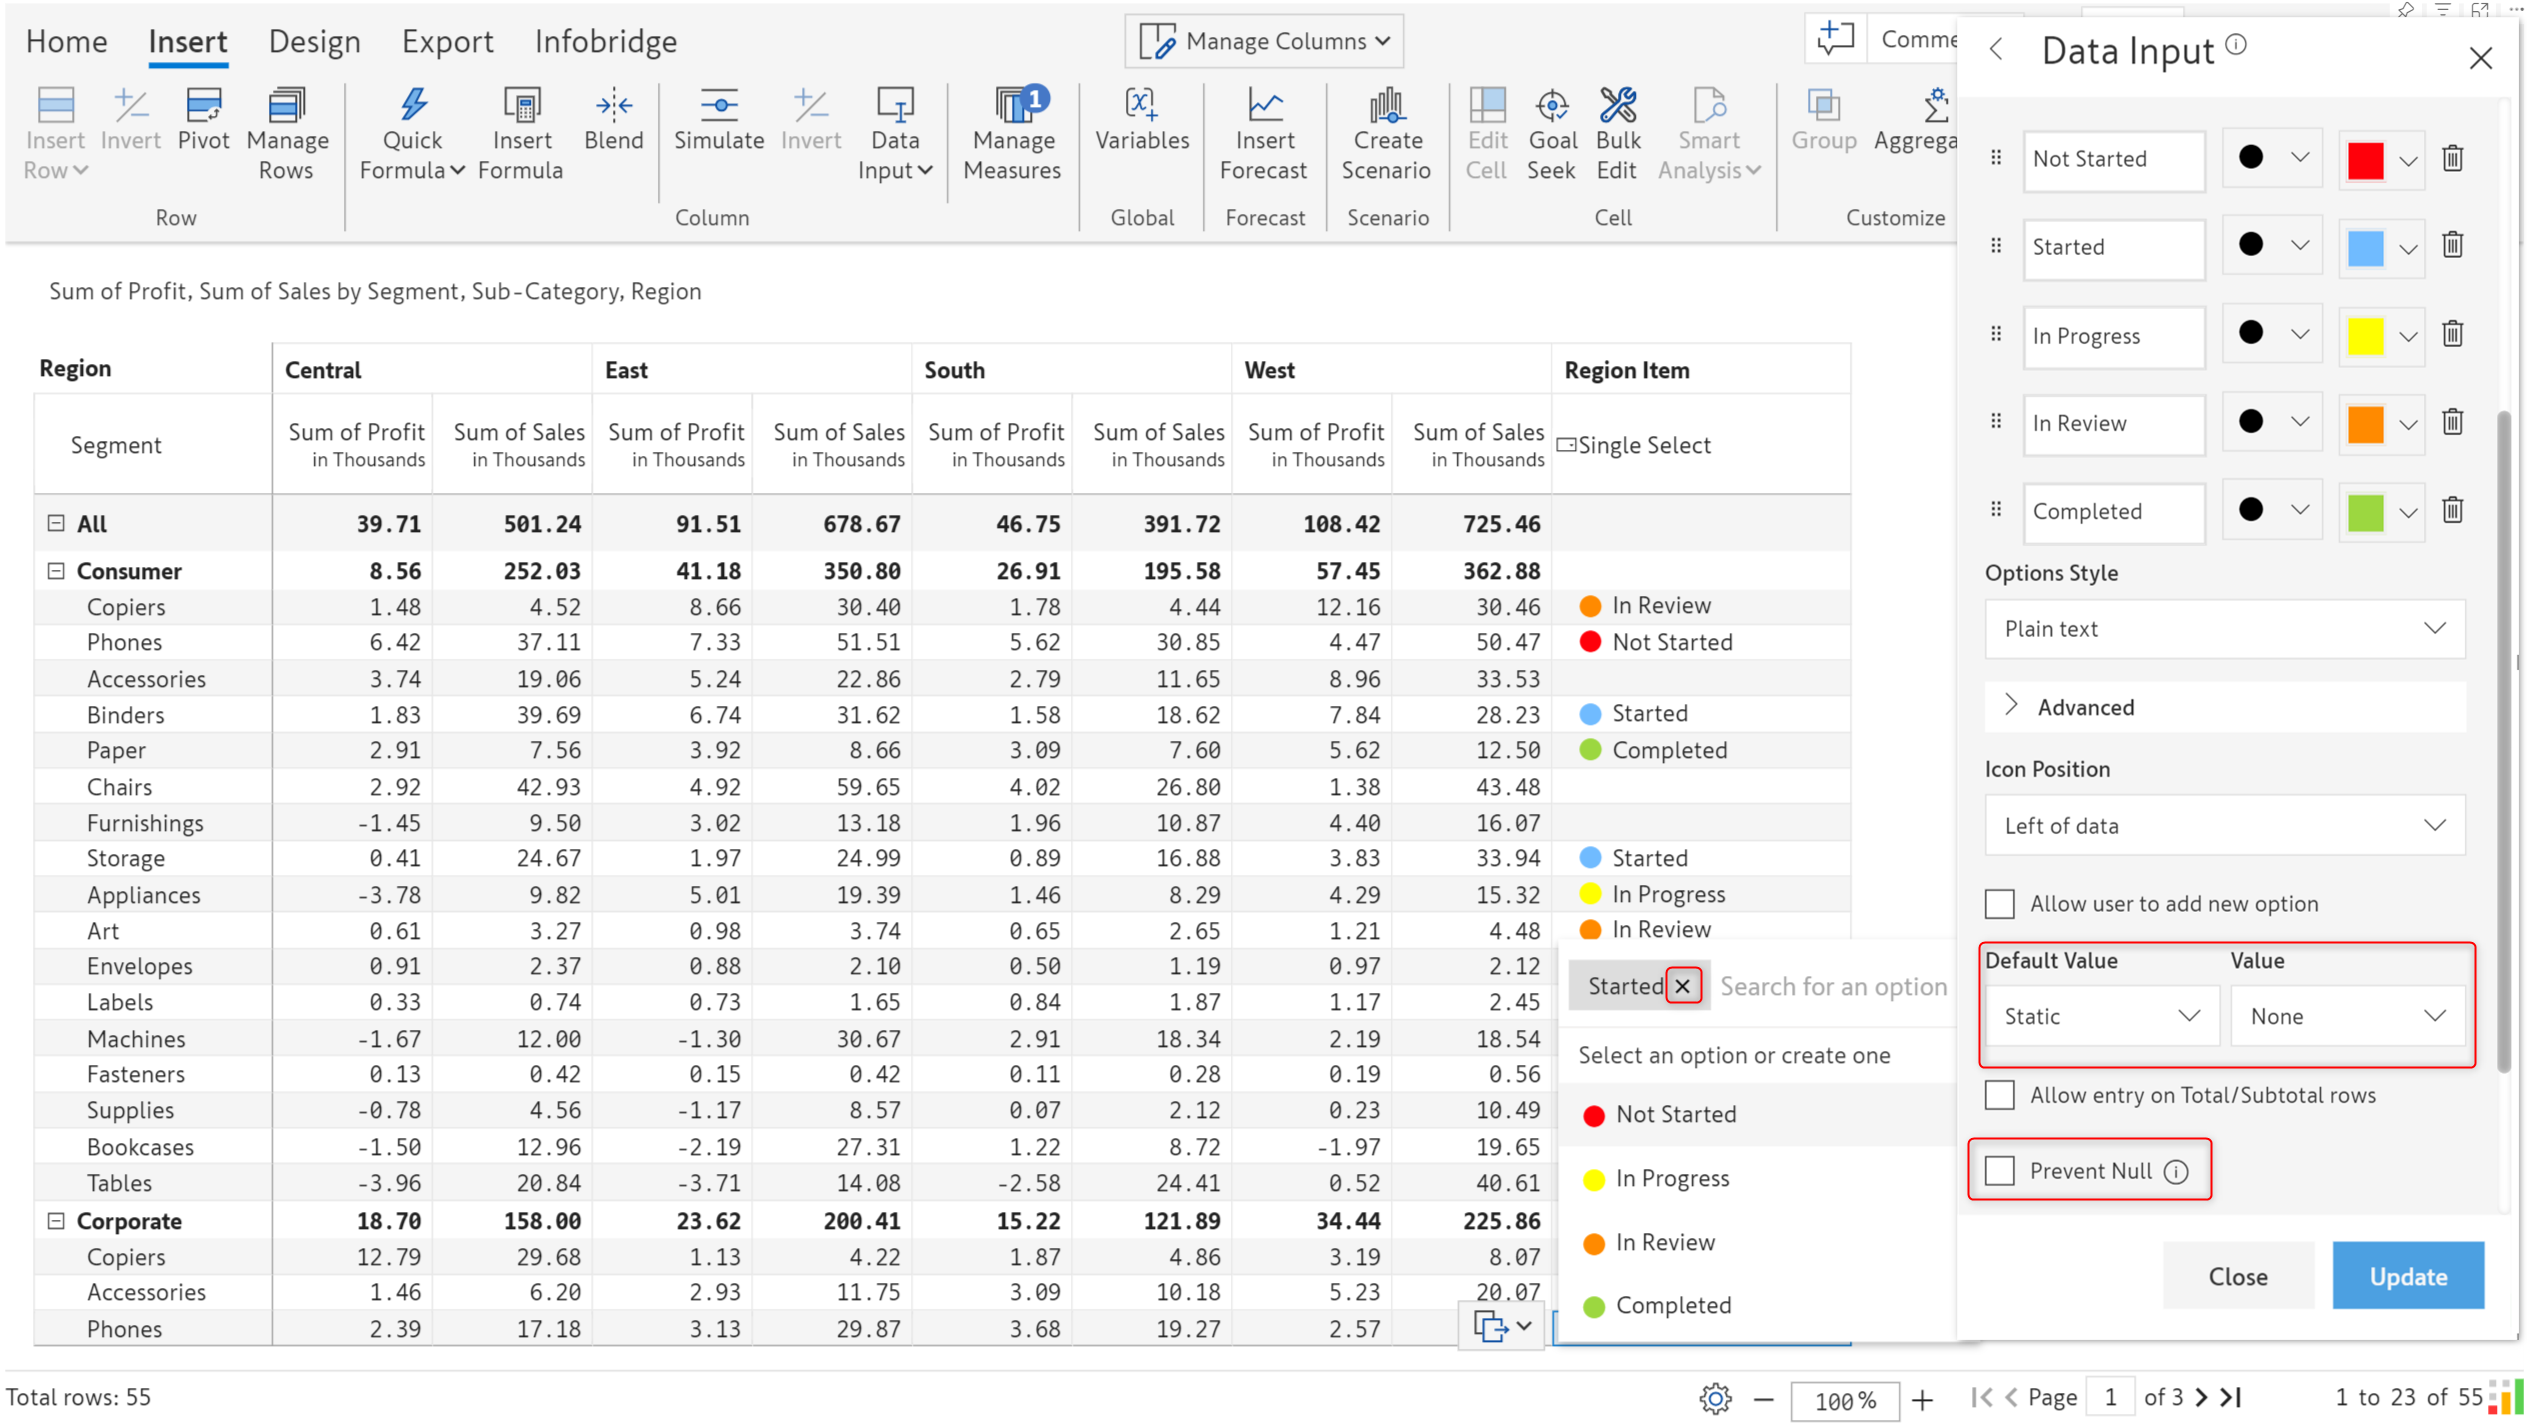 Home Insert Design Export Infobridge
Manage Columns
Comme
Insert Row
Invert
Pivot
Manage Rows
Row
Quick Formula
Insert Formula
Blend
Simulate
Invert
Data Input
Column
Manage Measures
1
Variables
Global
Insert Forecast
Forecast
Create Scenario
Scenario
Edit Cell
Goal Seek
Bulk Edit
Smart Analysis
Cell
Group
Aggrega
Customize
Sum of Profit, Sum of Sales by Segment, Sub-Category, Region
Region Central East South West Region Item
Segment Sum of Profit in Thousands Sum of Sales in Thousands Sum of Profit in Thousands Sum of Sales in Thousands Sum of Profit in Thousands Sum of Sales in Thousands Sum of Profit in Thousands Sum of Sales in Thousands Single Select
All 39.71 501.24 91.51 678.67 46.75 391.72 108.42 725.46
Consumer 8.56 252.03 41.18 350.80 26.91 195.58 57.45 362.88
Copiers 1.48 4.52 8.66 30.40 1.78 4.44 12.16 30.46 In Review
Phones 6.42 37.11 7.33 51.51 5.62 30.85 4.47 50.47 Not Started
Accessories 3.74 19.06 5.24 22.86 2.79 11.65 8.96 33.53
Binders 1.83 39.69 6.74 31.62 1.58 18.62 7.84 28.23 Started
Paper 2.91 7.56 3.92 8.66 3.09 7.60 5.62 12.50 Completed
Chairs 2.92 42.93 4.92 59.65 4.02 26.80 1.38 43.48
Furnishings -1.45 9.50 3.02 13.18 1.96 10.87 4.40 16.07
Storage 0.41 24.67 1.97 24.99 0.89 16.88 3.83 33.94 Started
Appliances -3.78 9.82 5.01 19.39 1.46 8.29 4.29 15.32 In Progress
Art 0.61 3.27 0.98 3.74 0.65 2.65 1.21 4.48 In Review
Envelopes 0.91 2.37 0.88 2.10 0.50 1.19 0.97 2.12
Labels 0.33 0.74 0.73 1.65 0.84 1.87 1.17 2.45
Machines -1.67 12.00 -1.30 30.67 2.91 18.34 2.19 18.54
Fasteners 0.13 0.42 0.15 0.42 0.11 0.28 0.19 0.56
Supplies -0.78 4.56 -1.17 8.57 0.07 2.12 0.23 10.49
Bookcases -1.50 12.96 -2.19 27.31 1.22 8.72 -1.97 19.65
Tables -3.96 20.84 -3.71 14.08 -2.58 24.41 0.52 40.61
Corporate 18.70 158.00 23.62 200.41 15.22 121.89 34.44 225.86
Copiers 12.79 29.68 1.13 4.22 1.87 4.86 3.19 8.07
Accessories 1.46 6.20 2.93 11.75 3.09 10.18 5.23 20.07
Phones 2.39 17.18 3.13 29.87 3.68 19.27 2.57
Started Search for an option
Select an option or create one
Not Started
In Progress
In Review
Completed
Data Input
Not Started
Started
In Progress
In Review
Completed
Options Style
Plain text
Advanced
Icon Position
Left of data
Allow user to add new option
Default Value Value
Static None
Allow entry on Total/Subtotal rows
Prevent Null
Close Update
Total rows: 55
100% Page 1 of 3 1 to 23 of 55